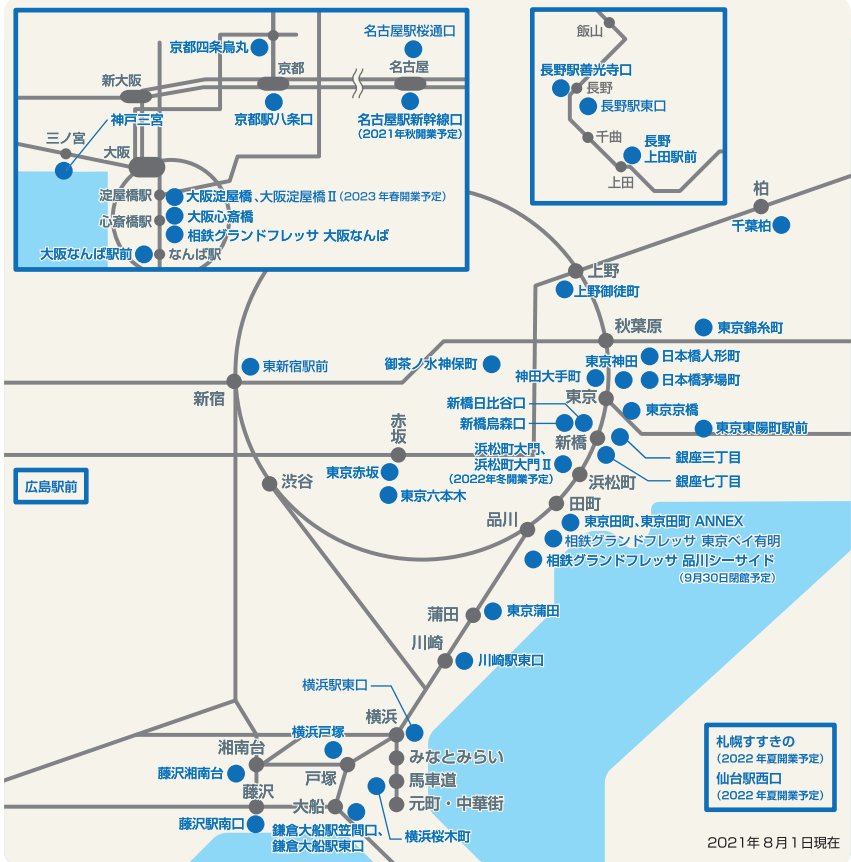 京都四条烏丸
名古屋駅桜通口
新大阪
京都
名古屋
神戸三宮
京都駅八条口
名古屋駅新幹線口
(2021年秋開業予定)
三ノ宮
大阪
淀屋橋駅
大阪淀屋橋、大阪淀屋橋Ⅱ(2023年春開業予定)
心斎橋駅
大阪心斎橋
相鉄グランドフレッサ 大阪なんば
大阪なんば駅前
なんば駅
飯山
長野駅善光寺口
長野
長野駅東口
千曲
長野
上田駅前
上田
柏
千葉柏
上野
上野御徒町
秋葉原
東京錦糸町
東新宿駅前
御茶ノ水神保町
東京神田
日本橋人形町
神田大手町
日本橋茅場町
新宿
東京
新橋日比谷口
東京京橋
赤坂
新橋烏森口
東京東陽町駅前
新橋
浜松町大門、
浜松町大門Ⅱ
(2022年冬開業予定)
銀座三丁目
銀座七丁目
広島駅前
渋谷
東京赤坂
浜松町
東京六本木
田町
品川
東京田町、東京田町 ANNEX
相鉄グランドフレッサ 東京ベイ有明
相鉄グランドフレッサ 品川シーサイド
(9月30日閉館予定)
蒲田
東京蒲田
川崎
川崎駅東口
横浜駅東口
横浜
横浜戸塚
湘南台
みなとみらい
藤沢湘南台
戸塚
馬車道
藤沢
大船
元町・中華街
藤沢駅南口
鎌倉大船駅笠間口、
鎌倉大船駅東口
横浜桜木町
札幌すすきの
(2022年夏開業予定)
仙台駅西口
(2022年夏開業予定)
2021年8月1日現在